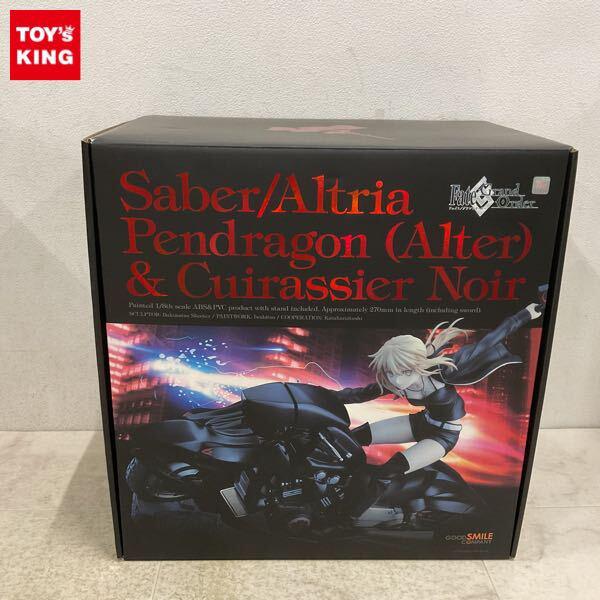 TOY'S
KING
Saber/Altria
Pendragon (Alter)
& Cuirassier Noir
Fate Grand
Order
Painted 1/8th scale ABS&PVC product with stand included. Approximately 270mm in length (including sword)
GOOD SMILE
COMPANY